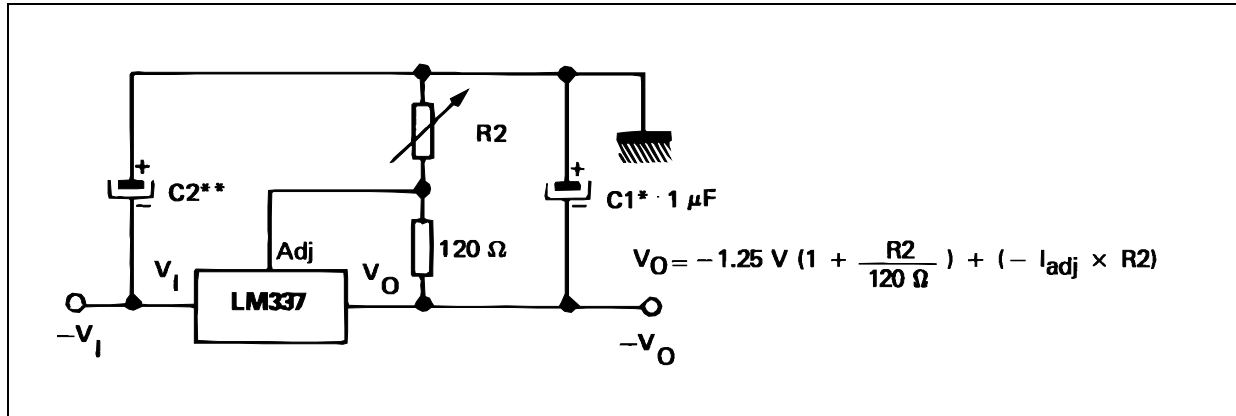 R2
+
C2**
−
+
C1* · 1 μF
−
120 Ω
Adj
V_I
LM337
V_O
−V_I
−V_O
V_O = −1.25 V (1 + R2 / 120 Ω ) + (− I_adj × R2)